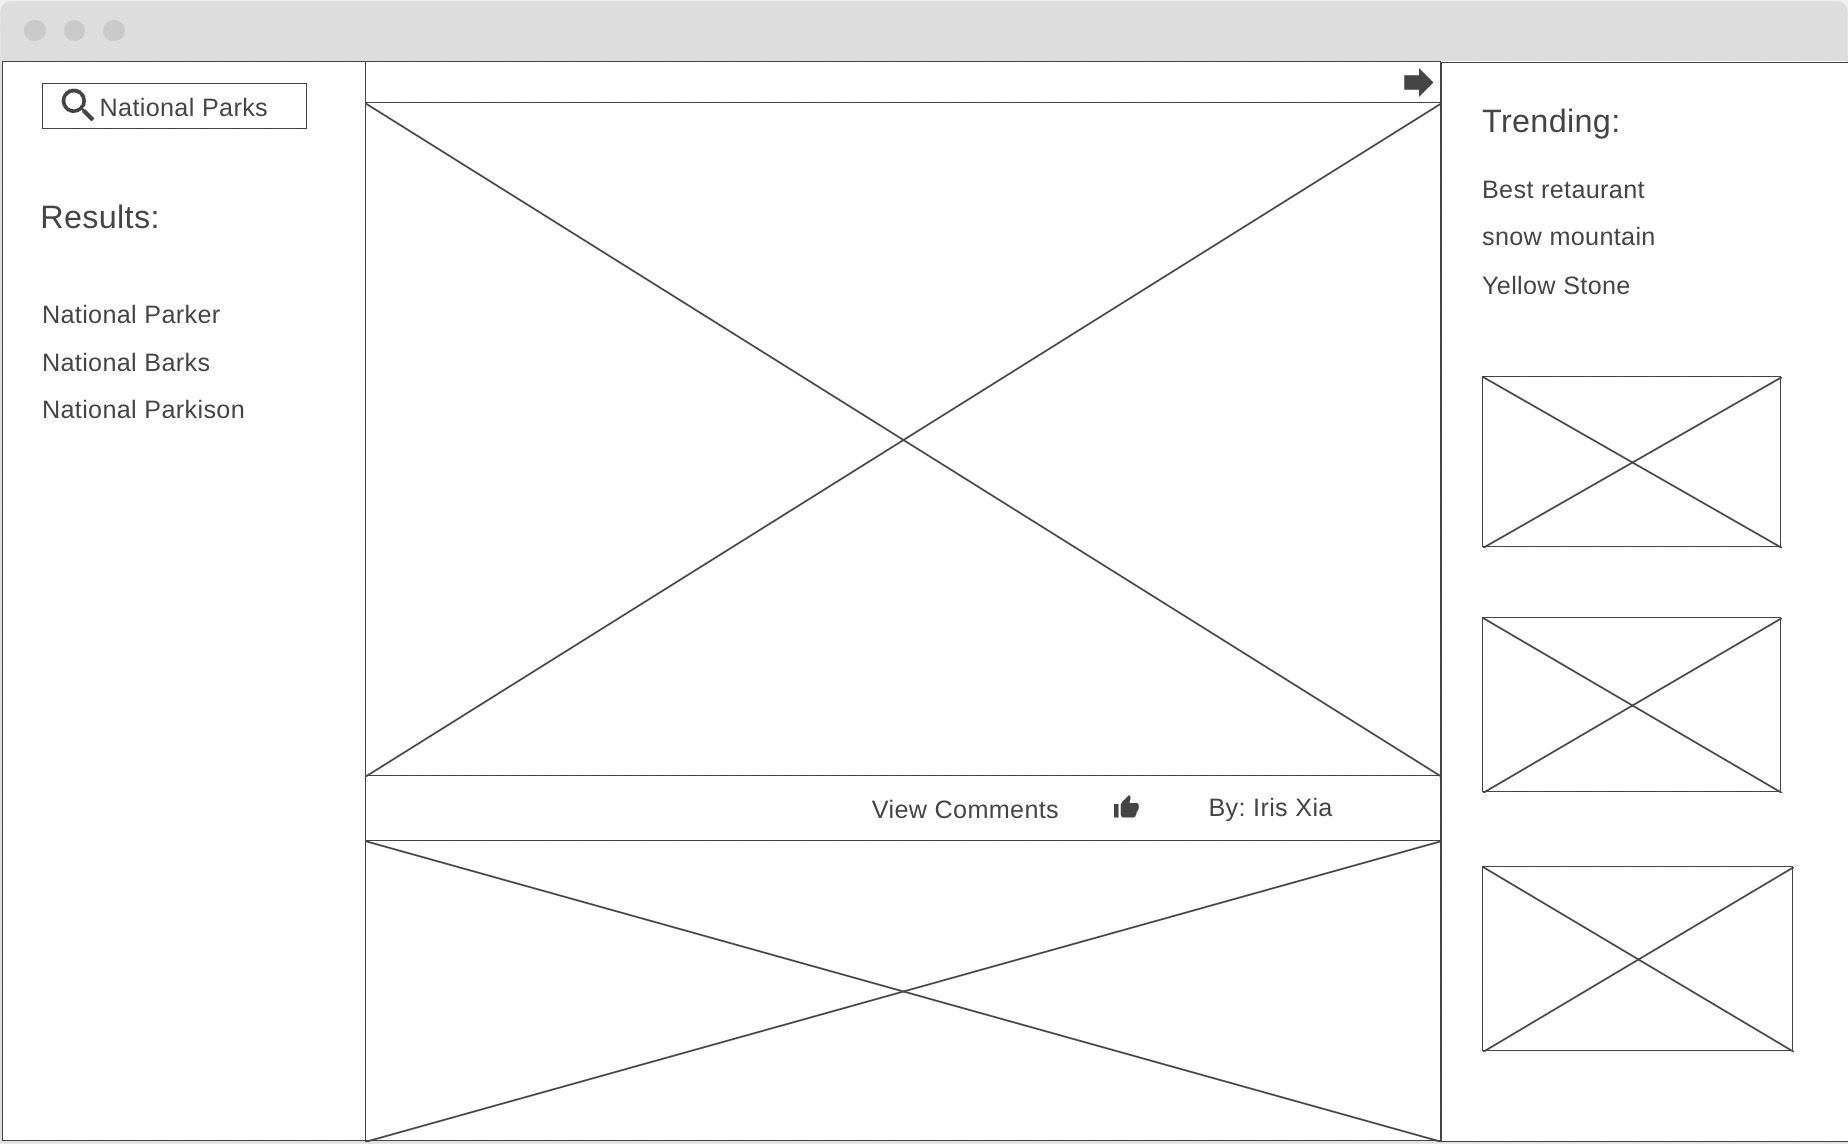 National Parks
Results:
National Parker
National Barks
National Parkison
View Comments
By: Iris Xia
Trending:
Best retaurant
snow mountain
Yellow Stone